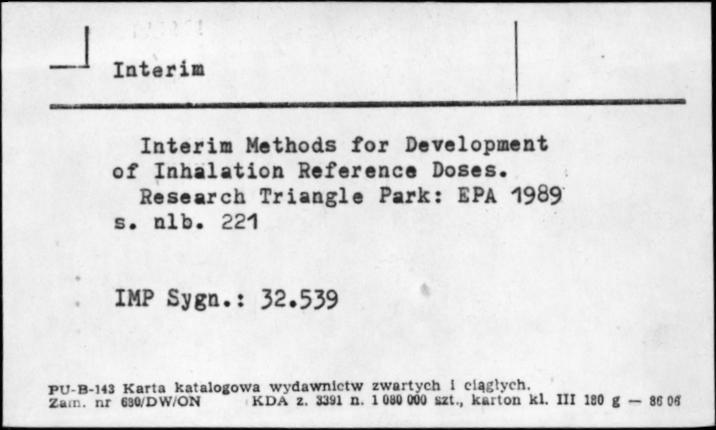 Interim
Interim Methods for Development
of Inhalation Reference Doses.
Research Triangle Park: EPA 1989
s. nlb. 221
IMP Sygn.: 32.539
PU-B-143 Karta katalogowa wydawnictw zwartych i ciągłych.
Zam. nr 630/DW/ON KDA z. 3391 n. 1 080 000 szt., karton kl. III 180 g — 86 06